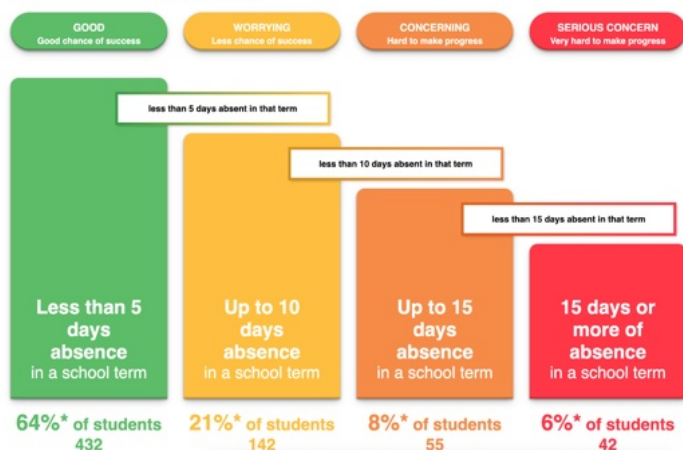 GOOD
Good chance of success
WORRYING
Less chance of success
CONCERNING
Hard to make progress
SERIOUS CONCERN
Very hard to make progress
less than 5 days absent in that term
less than 10 days absent in that term
less than 15 days absent in that term
Less than 5
days
absence
in a school term
Up to 10
days
absence
in a school term
Up to 15
days
absence
in a school term
15 days or
more of
absence
in a school term
64%* of students
432
21%* of students
142
8%* of students
55
6%* of students
42